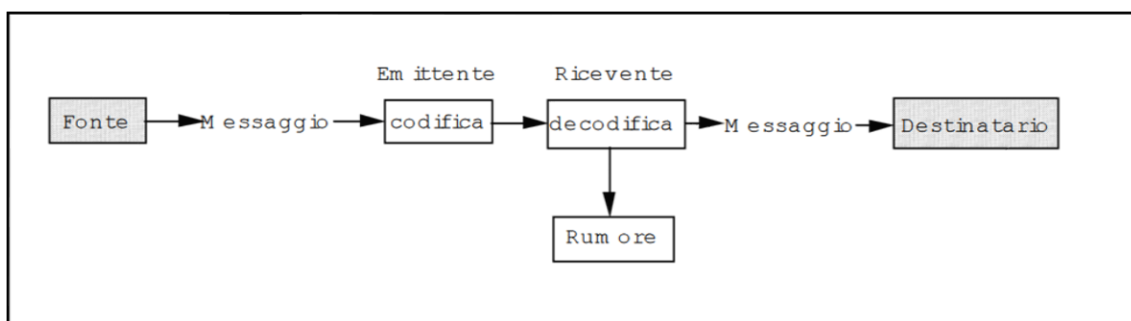 Emittente Ricevente
Fonte Messaggio codifica decodifica Messaggio Destinatario
Rumore